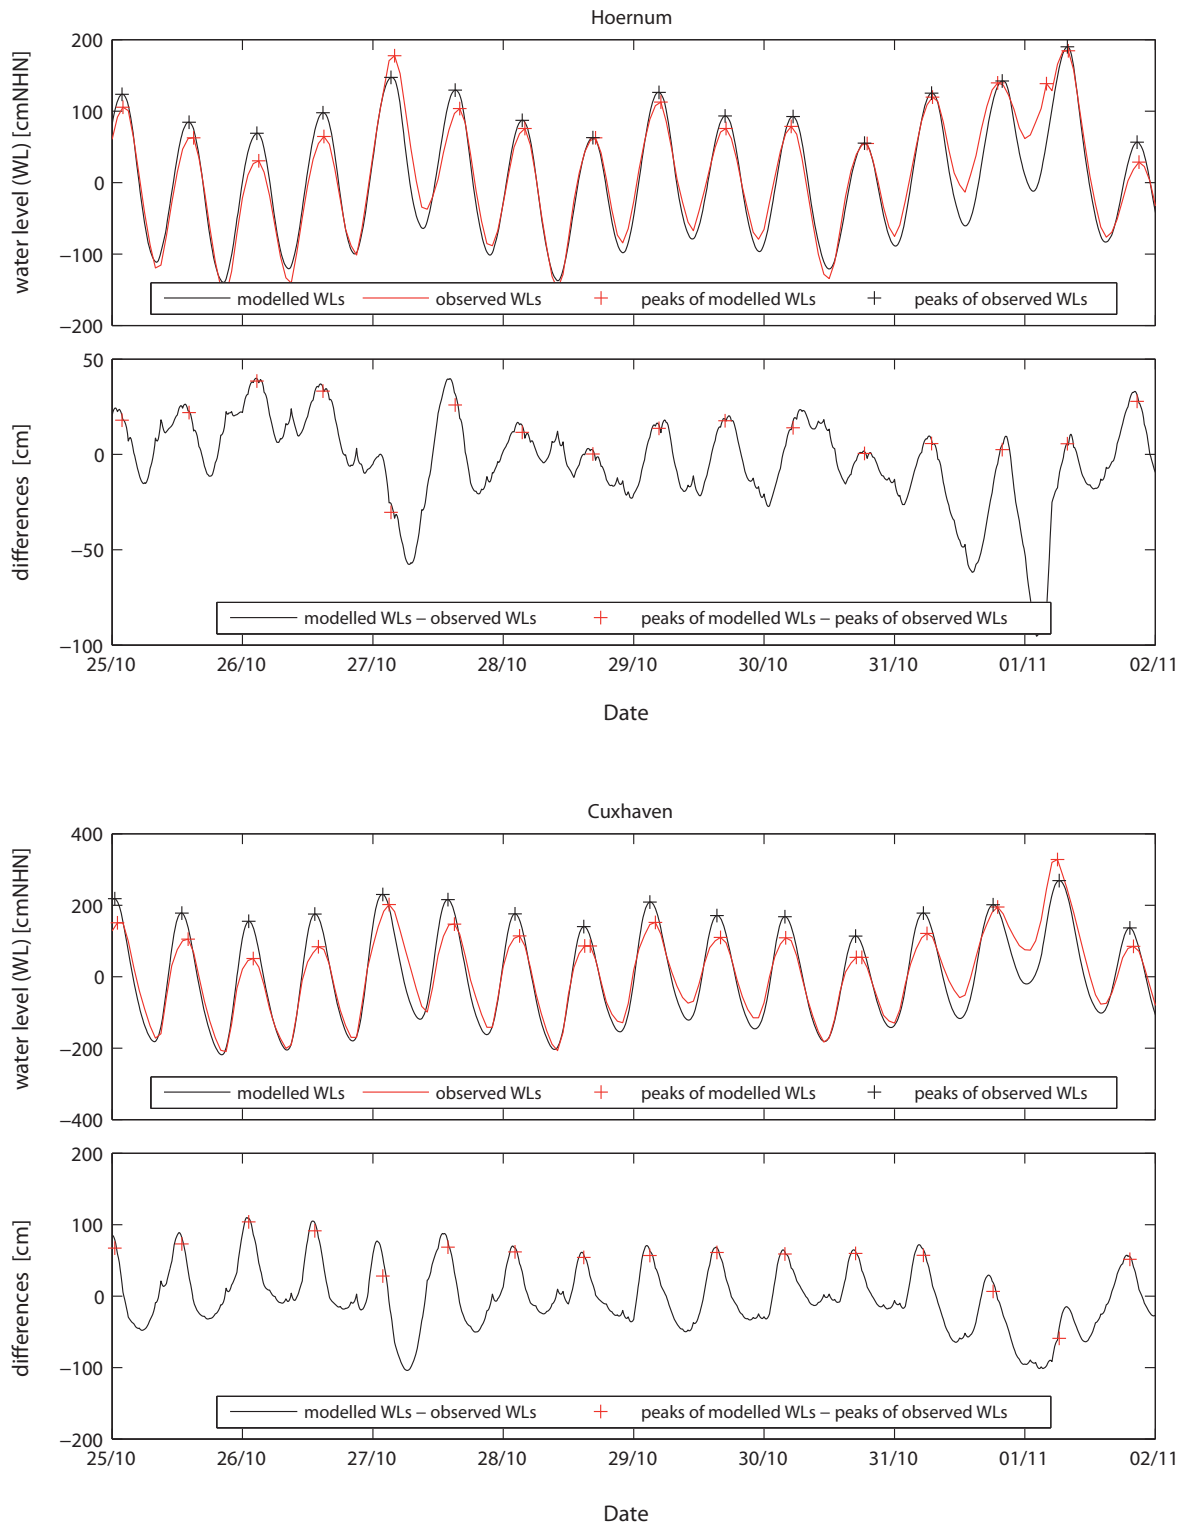 Hoernum
water level (WL) [cmNHN]
200
100
0
−100
−200
modelled WLs observed WLs peaks of modelled WLs peaks of observed WLs
differences [cm]
50
0
−50
−100
modelled WLs − observed WLs peaks of modelled WLs − peaks of observed WLs
25/10 26/10 27/10 28/10 29/10 30/10 31/10 01/11 02/11
Date
Cuxhaven
water level (WL) [cmNHN]
400
200
0
−200
−400
modelled WLs observed WLs peaks of modelled WLs peaks of observed WLs
differences [cm]
200
100
0
−100
−200
modelled WLs − observed WLs peaks of modelled WLs − peaks of observed WLs
25/10 26/10 27/10 28/10 29/10 30/10 31/10 01/11 02/11
Date